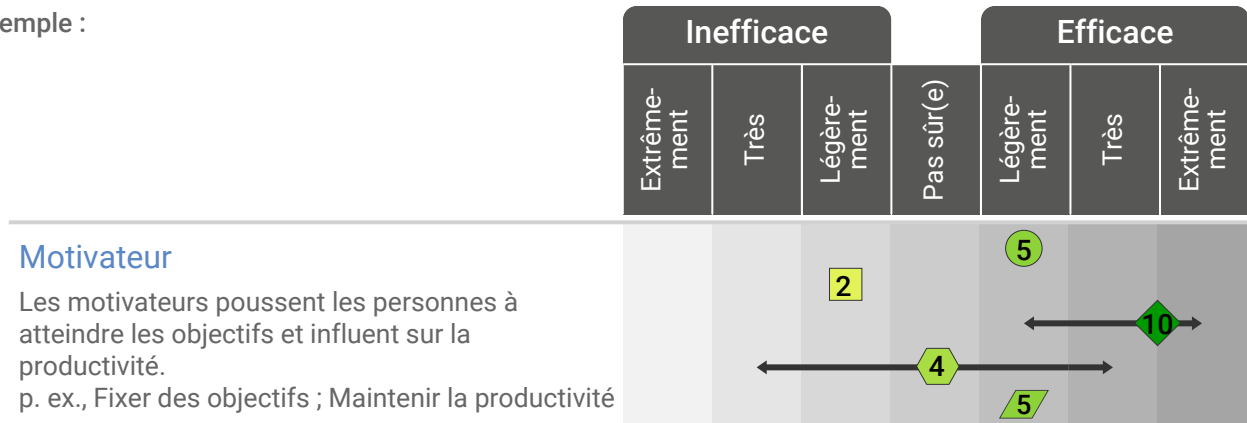 emple :
Inefficace
Efficace
Extrême-
ment
Très
Légère-
ment
Pas sûr(e)
Légère-
ment
Très
Extrême-
ment
Motivateur
Les motivateurs poussent les personnes à
atteindre les objectifs et influent sur la
productivité.
p. ex., Fixer des objectifs ; Maintenir la productivité
5
2
10
4
5